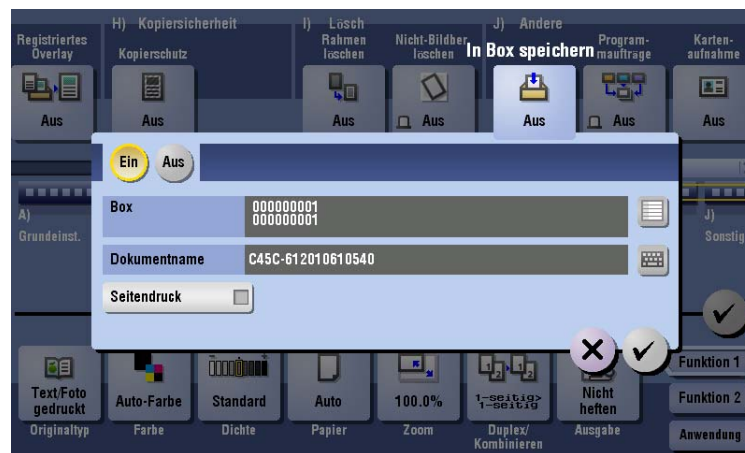 H) Kopiersicherheit
I) Lösch
J) Andere
Registriertes
Overlay
Kopierschutz
Rahmen
löschen
Nicht-Bildber.
löschen
In Box speichern
Program-
maufträge
Karten-
aufnahme
Aus
Aus
Aus
Aus
Aus
Aus
Aus
Ein
Aus
A)
Grundeinst.
J)
Sonstig
Box
000000001
000000001
Dokumentname
C45C-612010610540
Seitendruck
Text/Foto
gedruckt
Auto-Farbe
Standard
Auto
100.0%
1-seitig>
1-seitig
Nicht
heften
Funktion 1
Funktion 2
Originaltyp
Farbe
Dichte
Papier
Zoom
Duplex/
Kombinieren
Ausgabe
Anwendung